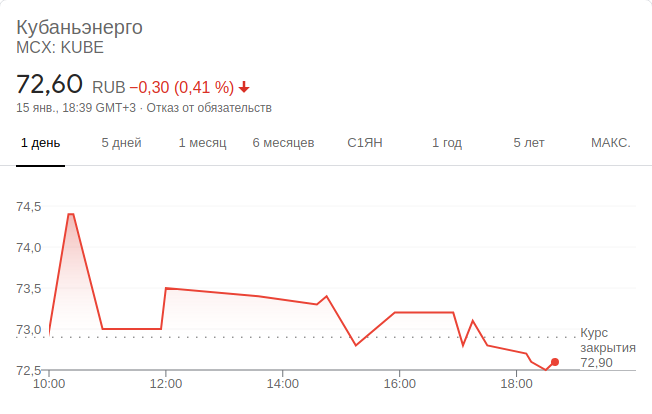 Кубаньэнерго
MCX: KUBE
72,60 RUB −0,30 (0,41 %)
15 янв., 18:39 GMT+3 · Отказ от обязательств
1 день 5 дней 1 месяц 6 месяцев С1ЯН 1 год 5 лет МАКС.
74,5
74,0
73,5
73,0
Курс
закрытия
72,90
72,5
10:00 12:00 14:00 16:00 18:00